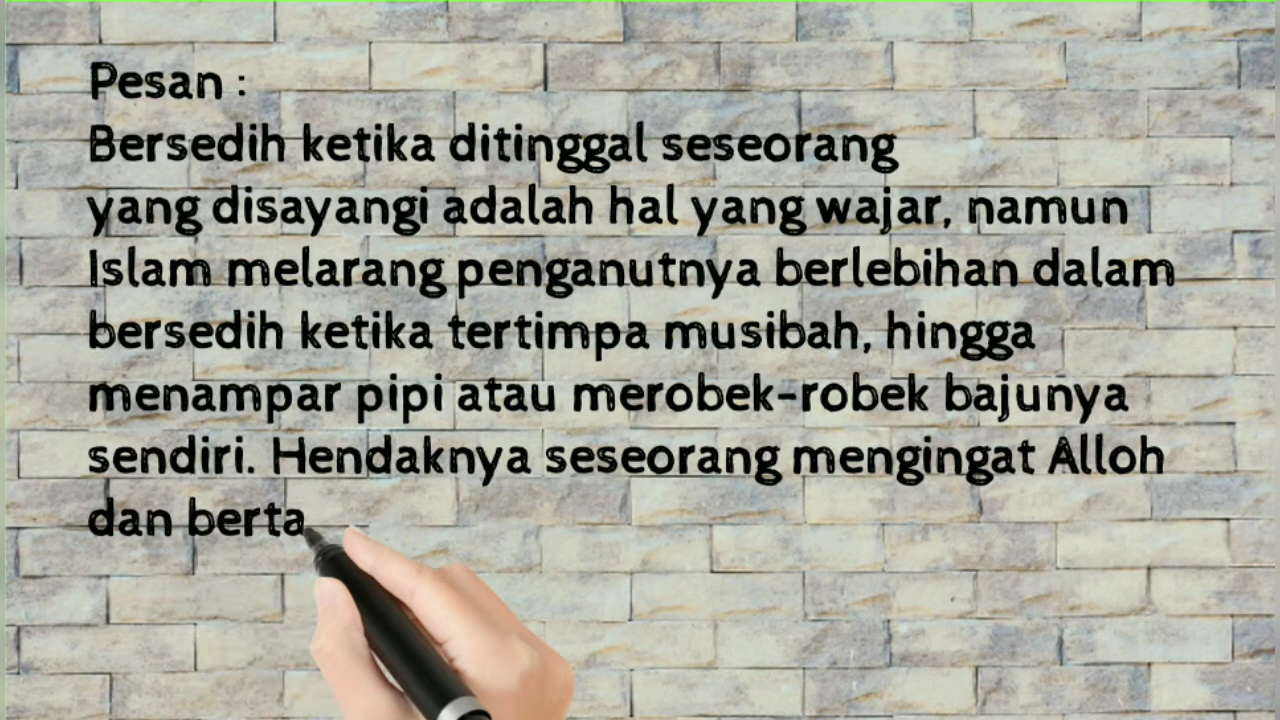 Pesan :
Bersedih ketika ditinggal seseorang
yang disayangi adalah hal yang wajar, namun
Islam melarang penganutnya berlebihan dalam
bersedih ketika tertimpa musibah, hingga
menampar pipi atau merobek-robek bajunya
sendiri. Hendaknya seseorang mengingat Alloh
dan berta